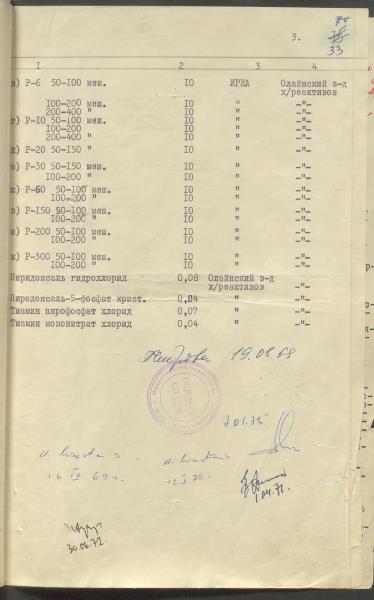 3.
33
1 2 3 4
в) Р-6 50-100 меш. 10 ИРЕА Олайнский з-д
х/реактивов
100-200 меш. 10 " -"-
200-400 " 10 " -"-
г) Р-10 50-100 меш. 10 " -"-
100-200 " 10 " -"-
200-400 " 10 " -"-
д) Р-20 50-150 " 10 " -"-
е) Р-30 50-150 меш. 10 " -"-
100-200 " 10 " -"-
ж) Р-60 50-100 меш. 10 " -"-
100-200 " 10 " -"-
з) Р-150 50-100 меш. 10 " -"-
100-200 " 10 " -"-
и) Р-200 50-100 меш. 10 " -"-
100-200 " 10 " -"-
к) Р-300 50-100 меш. 10 " -"-
100-200 " 10 " -"-
Пиридоксаль гидрохлорид 0,08 Олайнский з-д -"-
х/реактивов
Пиродоксаль-5-фосфат крист. 0,04 " -"-
Тиамин пирофосфат хлорид 0,07 " -"-
Тиамин мононитрат хлорид 0,04 " -"-
19.08.68
16 IX 69 г.
30.06.72.